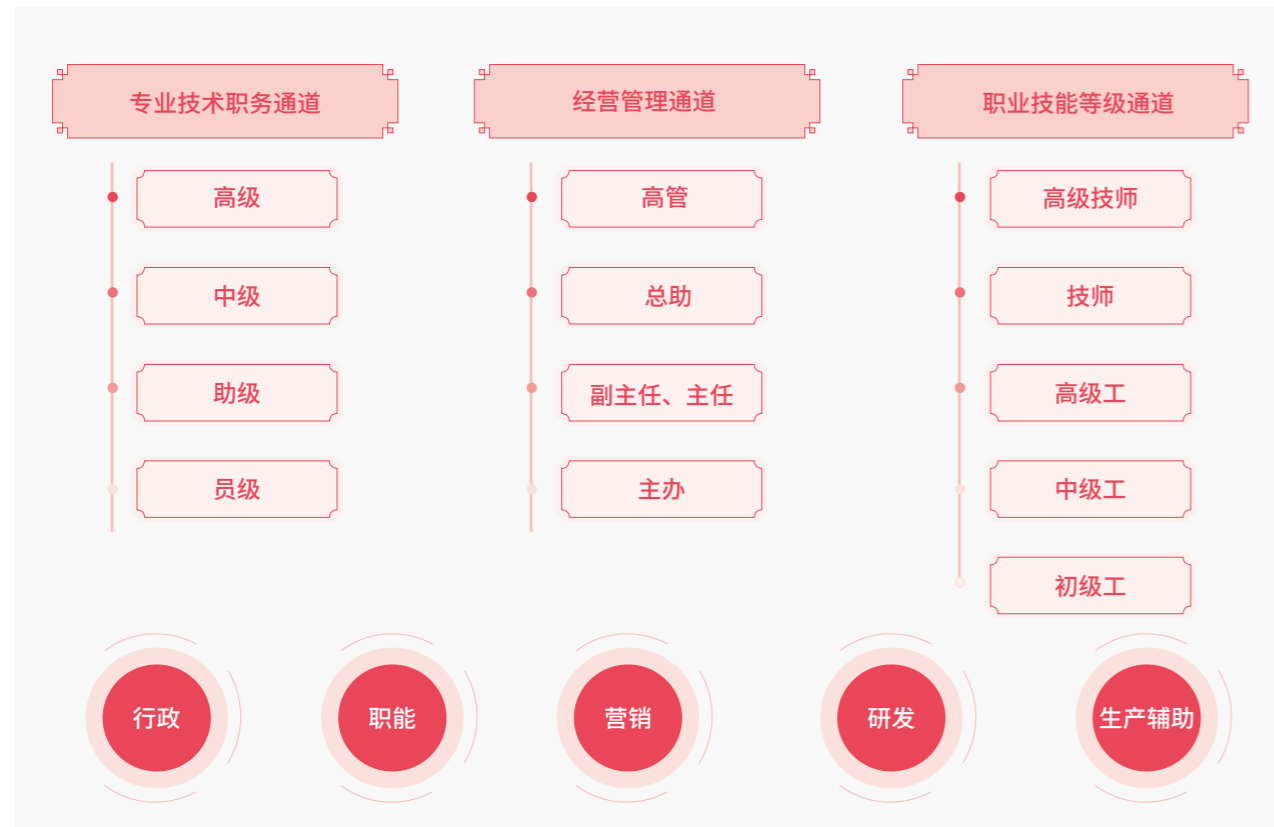 专业技术职务通道
高级
中级
助级
员级
经营管理通道
高管
总助
副主任、主任
主办
职业技能等级通道
高级技师
技师
高级工
中级工
初级工
行政
职能
营销
研发
生产辅助